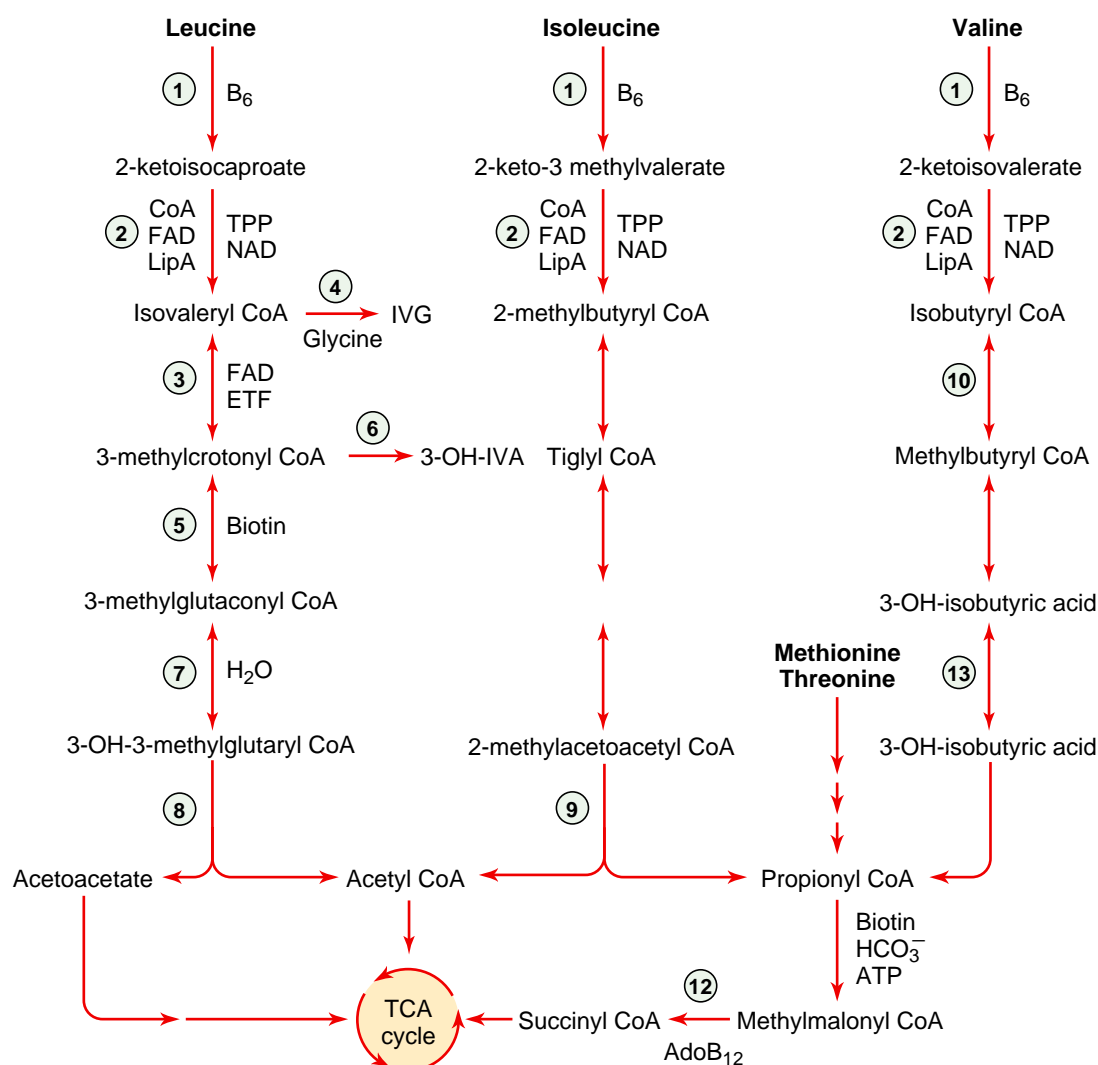 Leucine
Isoleucine
Valine
1
B6
1
B6
1
B6
2-ketoisocaproate
2-keto-3 methylvalerate
2-ketoisovalerate
2
CoA
FAD
LipA
TPP
NAD
2
CoA
FAD
LipA
TPP
NAD
2
CoA
FAD
LipA
TPP
NAD
Isovaleryl CoA
4
Glycine
IVG
2-methylbutyryl CoA
Isobutyryl CoA
3
FAD
ETF
10
3-methylcrotonyl CoA
6
3-OH-IVA
Tiglyl CoA
Methylbutyryl CoA
5
Biotin
3-methylglutaconyl CoA
3-OH-isobutyric acid
7
H2O
Methionine
Threonine
13
3-OH-3-methylglutaryl CoA
2-methylacetoacetyl CoA
3-OH-isobutyric acid
8
9
Acetoacetate
Acetyl CoA
Propionyl CoA
Biotin
HCO3−
ATP
TCA
cycle
Succinyl CoA
12
AdoB12
Methylmalonyl CoA